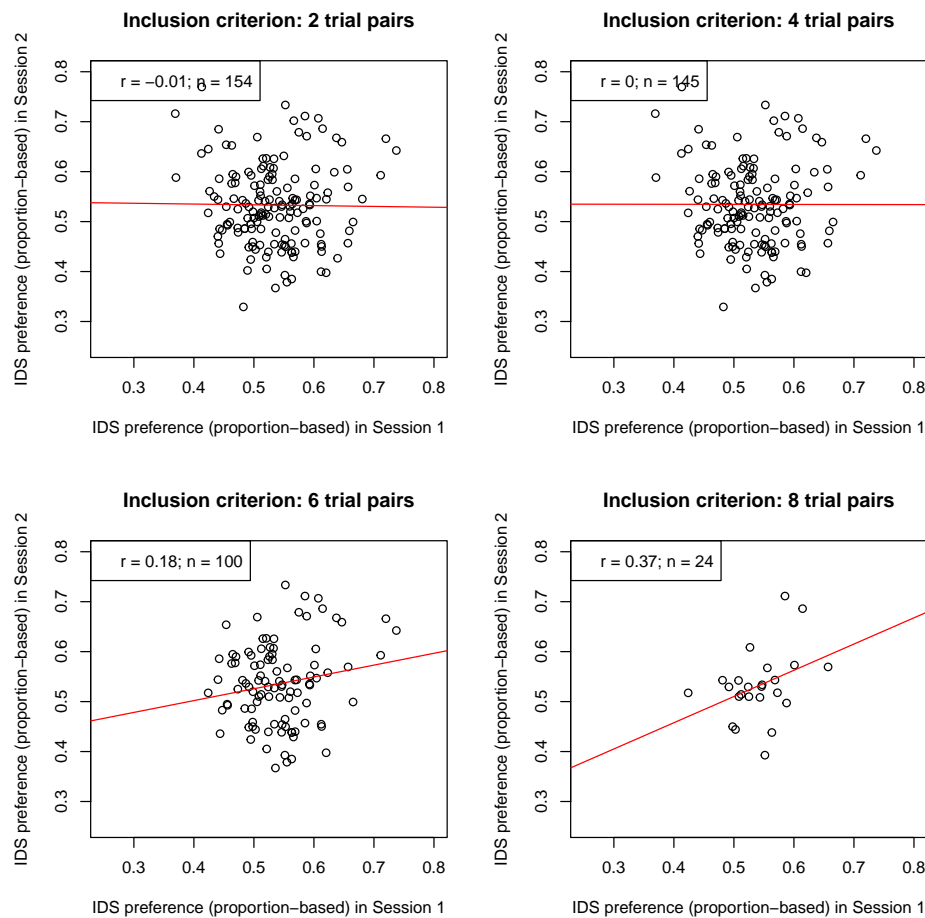 Inclusion criterion: 2 trial pairs
IDS preference (proportion−based) in Session 2
0.3 0.4 0.5 0.6 0.7 0.8
r = −0.01; n = 154
0.3 0.4 0.5 0.6 0.7 0.8
IDS preference (proportion−based) in Session 1
Inclusion criterion: 4 trial pairs
IDS preference (proportion−based) in Session 2
0.3 0.4 0.5 0.6 0.7 0.8
r = 0; n = 145
0.3 0.4 0.5 0.6 0.7 0.8
IDS preference (proportion−based) in Session 1
Inclusion criterion: 6 trial pairs
IDS preference (proportion−based) in Session 2
0.3 0.4 0.5 0.6 0.7 0.8
r = 0.18; n = 100
0.3 0.4 0.5 0.6 0.7 0.8
IDS preference (proportion−based) in Session 1
Inclusion criterion: 8 trial pairs
IDS preference (proportion−based) in Session 2
0.3 0.4 0.5 0.6 0.7 0.8
r = 0.37; n = 24
0.3 0.4 0.5 0.6 0.7 0.8
IDS preference (proportion−based) in Session 1